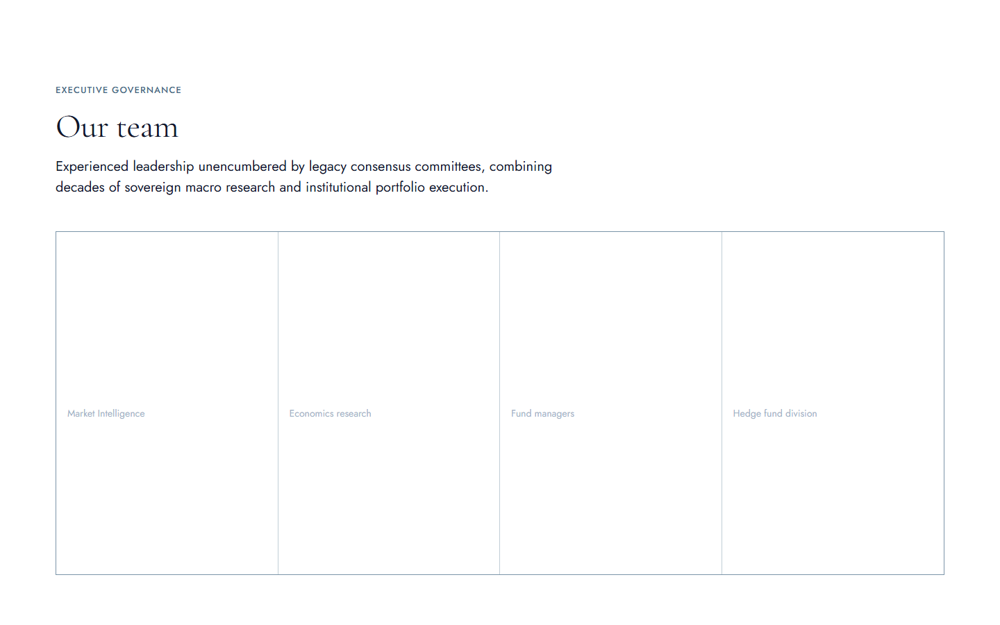 EXECUTIVE GOVERNANCE
Our team
Experienced leadership unencumbered by legacy consensus committees, combining
decades of sovereign macro research and institutional portfolio execution.
Market Intelligence
Economics research
Fund managers
Hedge fund division